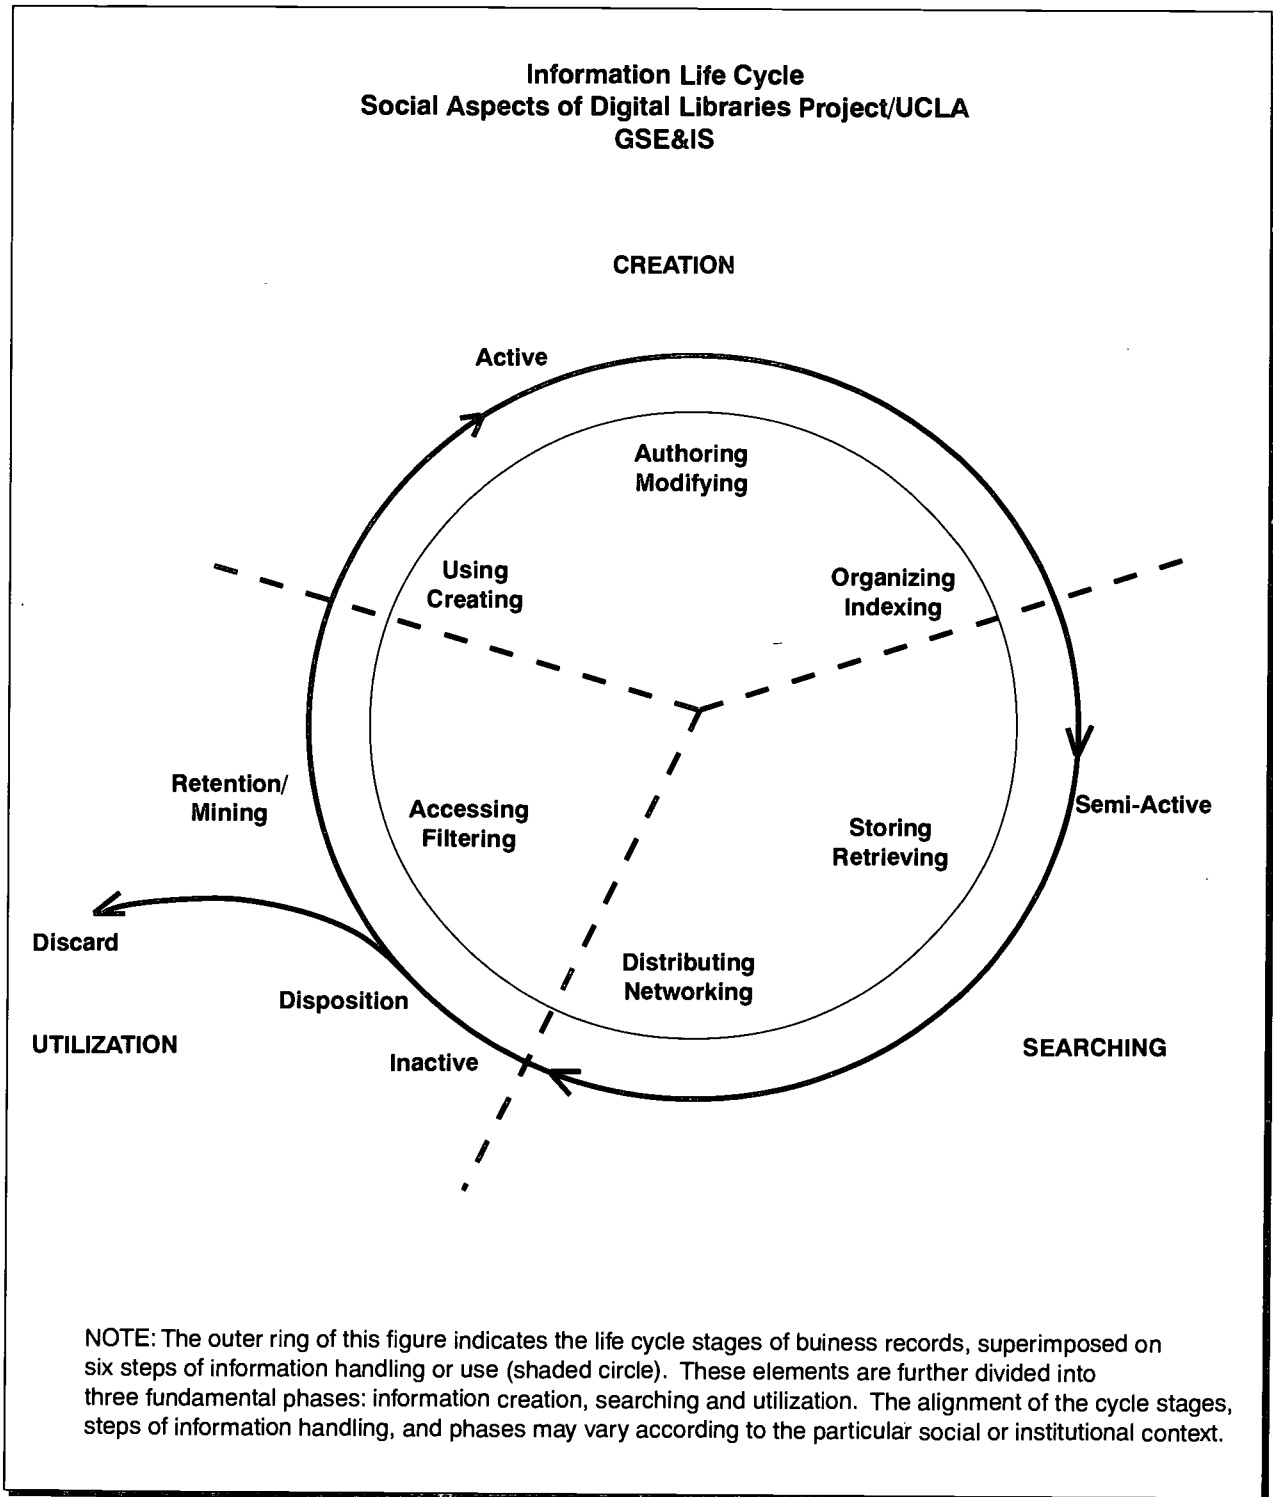 Information Life Cycle
Social Aspects of Digital Libraries Project/UCLA
GSE&IS
CREATION
Active
Authoring
Modifying
Using
Creating
Organizing
Indexing
Retention/
Mining
Accessing
Filtering
Storing
Retrieving
Semi-Active
Discard
Disposition
Distributing
Networking
UTILIZATION
Inactive
SEARCHING
NOTE: The outer ring of this figure indicates the life cycle stages of buiness records, superimposed on
six steps of information handling or use (shaded circle). These elements are further divided into
three fundamental phases: information creation, searching and utilization. The alignment of the cycle stages,
steps of information handling, and phases may vary according to the particular social or institutional context.